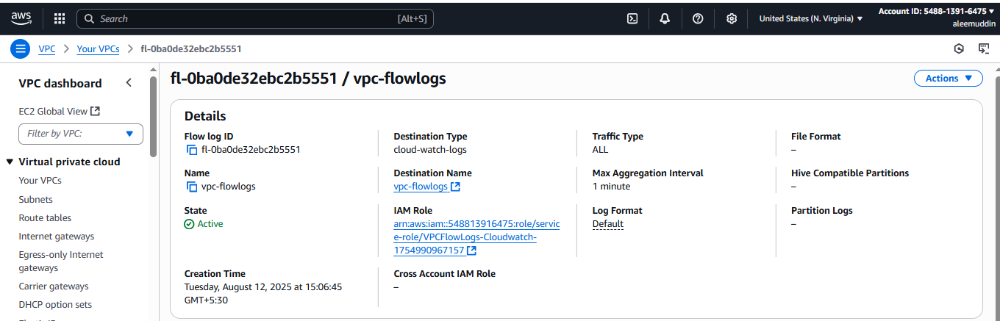 aws
Search
[Alt+S]
United States (N. Virginia)
Account ID: 5488-1391-6475
aleemuddin
VPC
Your VPCs
fl-0ba0de32ebc2b5551
VPC dashboard
EC2 Global View
Filter by VPC:
Virtual private cloud
Your VPCs
Subnets
Route tables
Internet gateways
Egress-only Internet
gateways
Carrier gateways
DHCP option sets
fl-0ba0de32ebc2b5551 / vpc-flowlogs
Actions
Details
Flow log ID
fl-0ba0de32ebc2b5551
Destination Type
cloud-watch-logs
Traffic Type
ALL
File Format
–
Name
vpc-flowlogs
Destination Name
vpc-flowlogs
Max Aggregation Interval
1 minute
Hive Compatible Partitions
–
State
Active
IAM Role
arn:aws:iam::548813916475:role/servic
e-role/VPCFlowLogs-Cloudwatch-
1754990967157
Log Format
Default
Partition Logs
–
Creation Time
Tuesday, August 12, 2025 at 15:06:45
GMT+5:30
Cross Account IAM Role
–